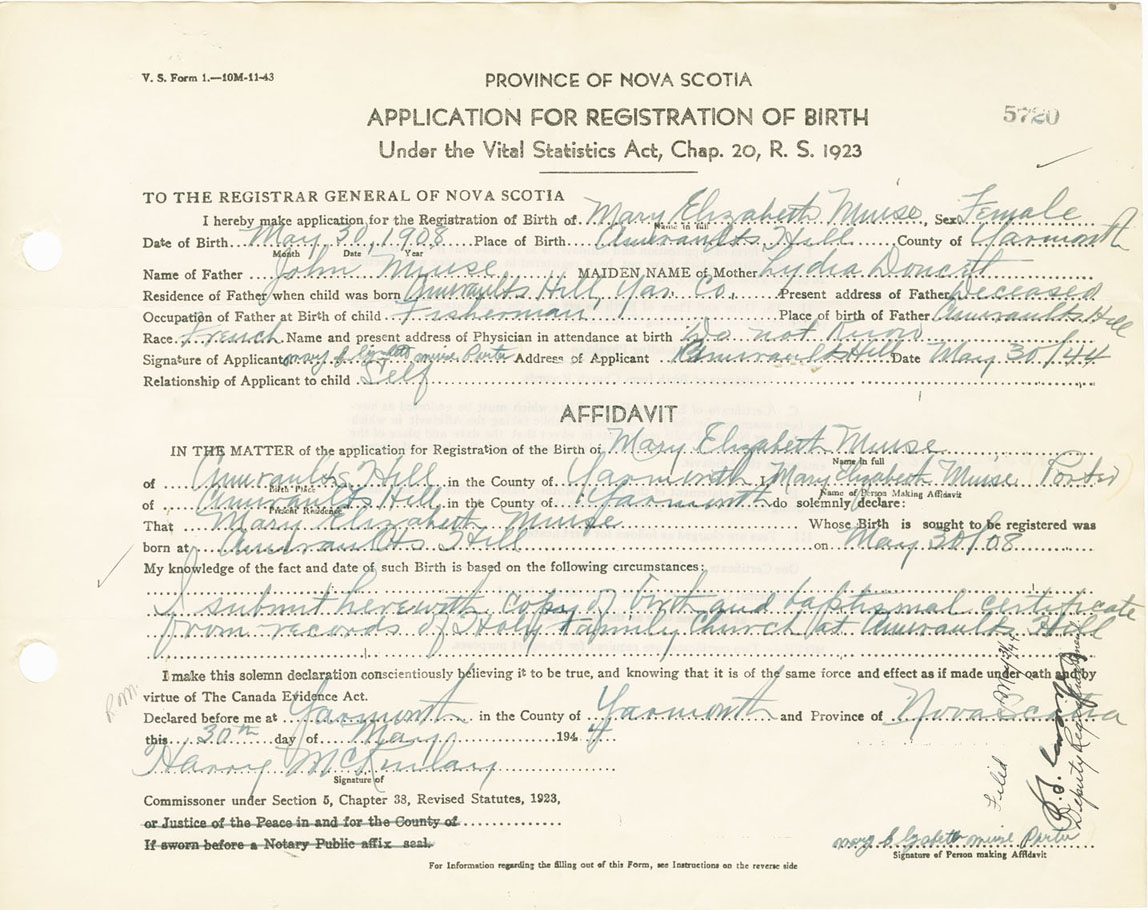 V. S. Form 1.—10M-11-43
PROVINCE OF NOVA SCOTIA
APPLICATION FOR REGISTRATION OF BIRTH
5720
Under the Vital Statistics Act, Chap. 20, R. S. 1923
TO THE REGISTRAR GENERAL OF NOVA SCOTIA
I hereby make application for the Registration of Birth of Mary Elizabeth Muise, Sex Female
Name in full
Date of Birth May 30, 1908 Place of Birth Amiraults Hill County of Yarmouth
Month Date Year
Name of Father John Muise MAIDEN NAME of Mother Lydia Doucett
Residence of Father when child was born Amiraults Hill, Yar. Co. Present address of Father Deceased
Occupation of Father at Birth of child Fisherman Place of birth of Father Amiraults Hill
Race French Name and present address of Physician in attendance at birth Do not Know
Signature of Applicant mary Elizabeth muise Porter Address of Applicant Amiraults Hill Date May 30/44
Relationship of Applicant to child Self
AFFIDAVIT
IN THE MATTER of the application for Registration of the Birth of Mary Elizabeth Muise
Name in full
of Amiraults Hill in the County of Yarmouth I, Mary Elizabeth Muise Porter
Birth Place Name of Person Making Affidavit
of Amiraults Hill in the County of Yarmouth do solemnly declare:
Present Residence
That Mary Elizabeth Muise Whose Birth is sought to be registered was
born at Amiraults Hill on May 30/08
My knowledge of the fact and date of such Birth is based on the following circumstances:
I submit herewith copy of birth and baptismal certificate
from records of Holy Family Church at Amiraults Hill
I make this solemn declaration conscientiously believing it to be true, and knowing that it is of the same force and effect as if made under oath and by
virtue of The Canada Evidence Act.
Declared before me at Yarmouth in the County of Yarmouth and Province of Nova Scotia
this 30th day of May 1944
Harry McKinlay
Signature of
Commissoner under Section 5, Chapter 38, Revised Statutes, 1923,
or Justice of the Peace in and for the County of
If sworn before a Notary Public affix seal.
mary Elizabeth muise Porter
Signature of Person making Affidavit
For Information regarding the filling out of this Form, see Instructions on the reverse side
Filed
Deputy Registrar General